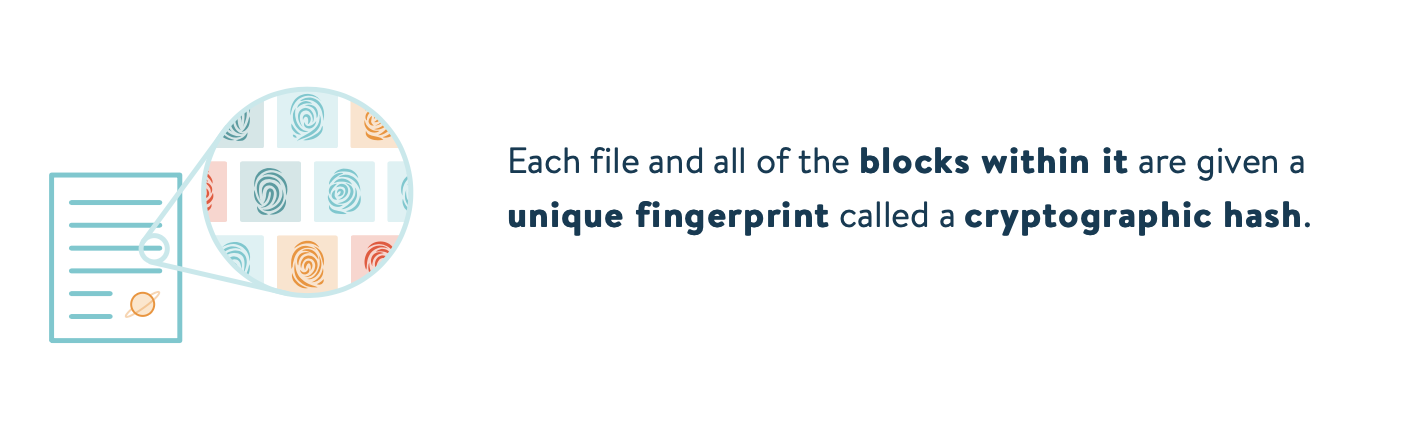 Each file and all of the blocks within it are given a
unique fingerprint called a cryptographic hash.